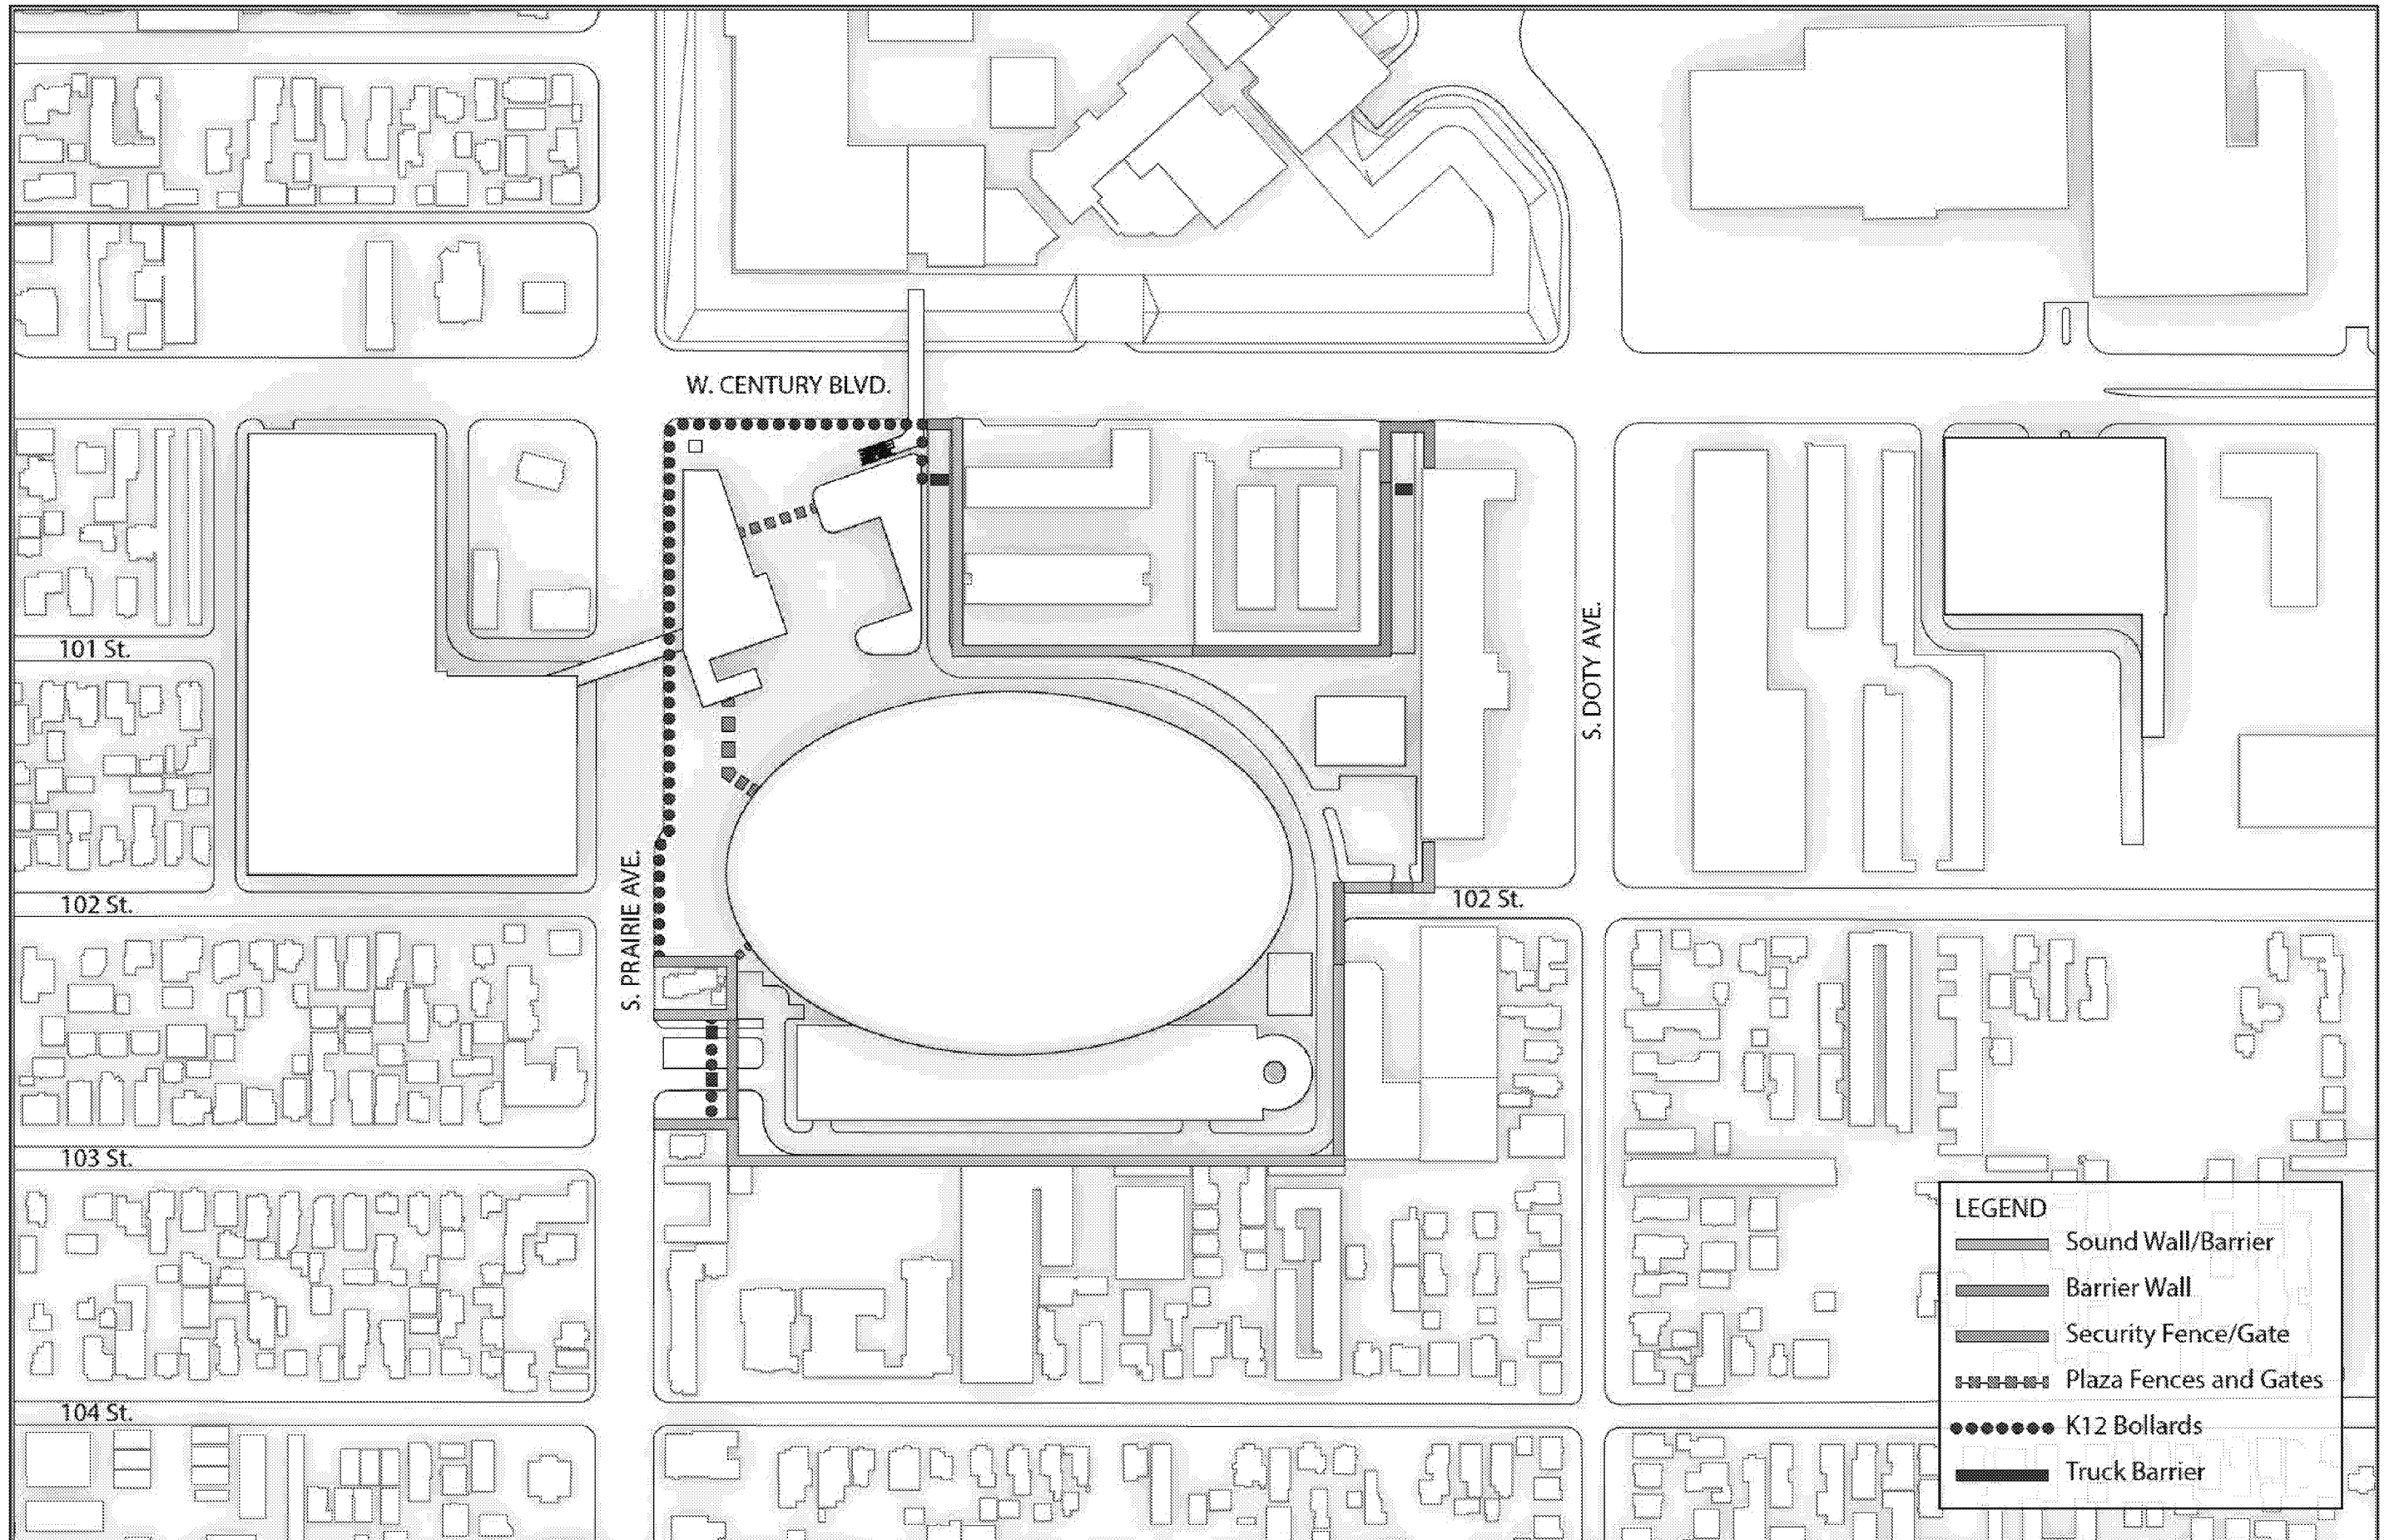 W. CENTURY BLVD.
101 St.
S. DOTY AVE.
S. PRAIRIE AVE.
102 St.
102 St.
103 St.
104 St.
LEGEND
Sound Wall/Barrier
Barrier Wall
Security Fence/Gate
Plaza Fences and Gates
K12 Bollards
Truck Barrier